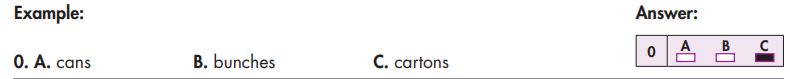 Example: Answer:
0 A B C
0. A. cans B. bunches C. cartons